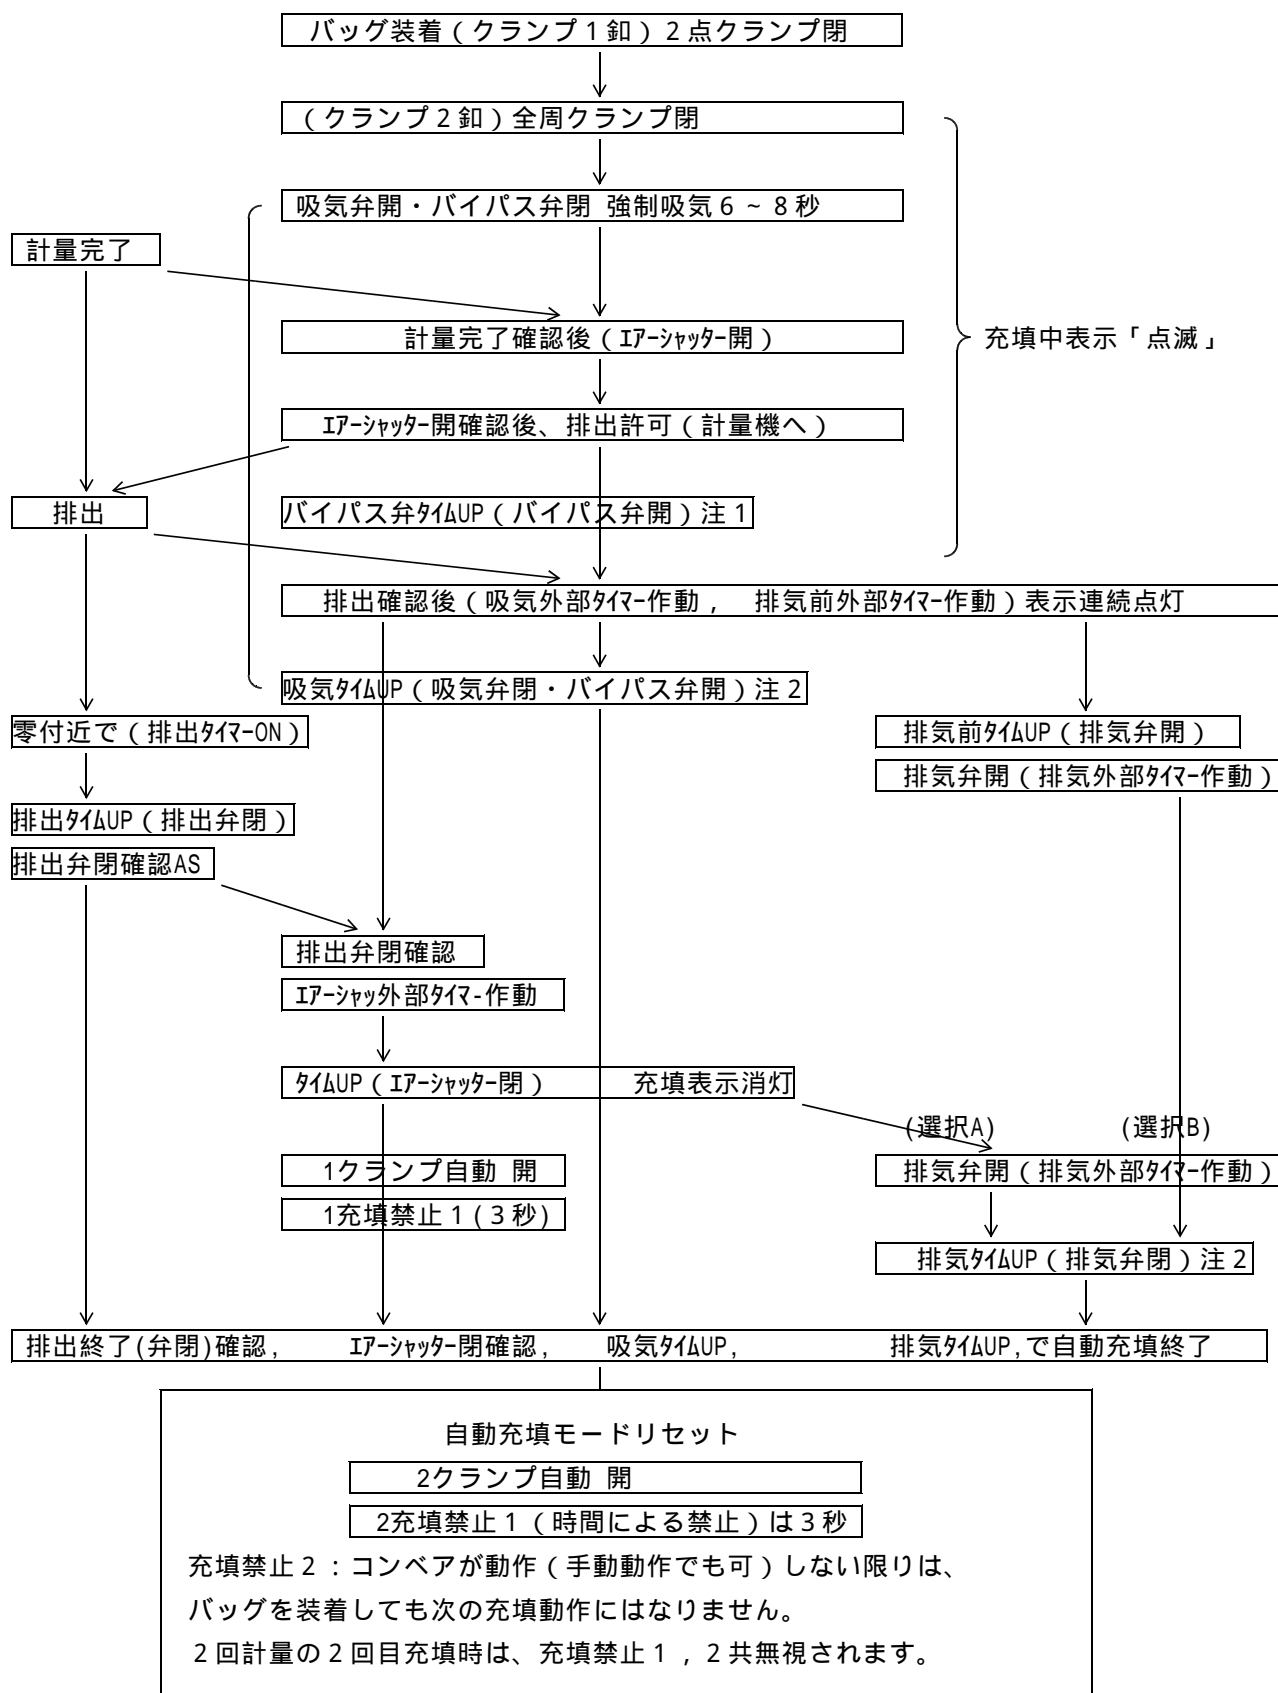 バッグ装着（クランプ１釦）２点クランプ閉
（クランプ２釦）全周クランプ閉
吸気弁開・バイパス弁閉 強制吸気６～８秒
計量完了
計量完了確認後（ｴｱｰｼｬｯﾀｰ開）
充填中表示「点滅」
ｴｱｰｼｬｯﾀｰ開確認後、排出許可（計量機へ）
排出
バイパス弁ﾀｲﾑUP（バイパス弁開）注１
排出確認後（吸気外部ﾀｲﾏｰ作動， 排気前外部ﾀｲﾏｰ作動）表示連続点灯
吸気ﾀｲﾑUP（吸気弁閉・バイパス弁開）注２
零付近で（排出ﾀｲﾏｰON）
排気前ﾀｲﾑUP（排気弁開）
排気弁開（排気外部ﾀｲﾏｰ作動）
排出ﾀｲﾑUP（排出弁閉）
排出弁閉確認AS
排出弁閉確認
ｴｱｰｼｬｯ外部ﾀｲﾏ-作動
ﾀｲﾑUP（ｴｱｰｼｬｯﾀｰ閉） 充填表示消灯
(選択A) (選択B)
1クランプ自動 開
排気弁開（排気外部ﾀｲﾏｰ作動）
1充填禁止１(３秒)
排気ﾀｲﾑUP（排気弁閉）注２
排出終了(弁閉)確認, ｴｱｰｼｬｯﾀｰ閉確認, 吸気ﾀｲﾑUP, 排気ﾀｲﾑUP,で自動充填終了
自動充填モードリセット
2クランプ自動 開
2充填禁止１（時間による禁止）は３秒
充填禁止２：コンベアが動作（手動動作でも可）しない限りは、
バッグを装着しても次の充填動作にはなりません。
２回計量の２回目充填時は、充填禁止１，２共無視されます。